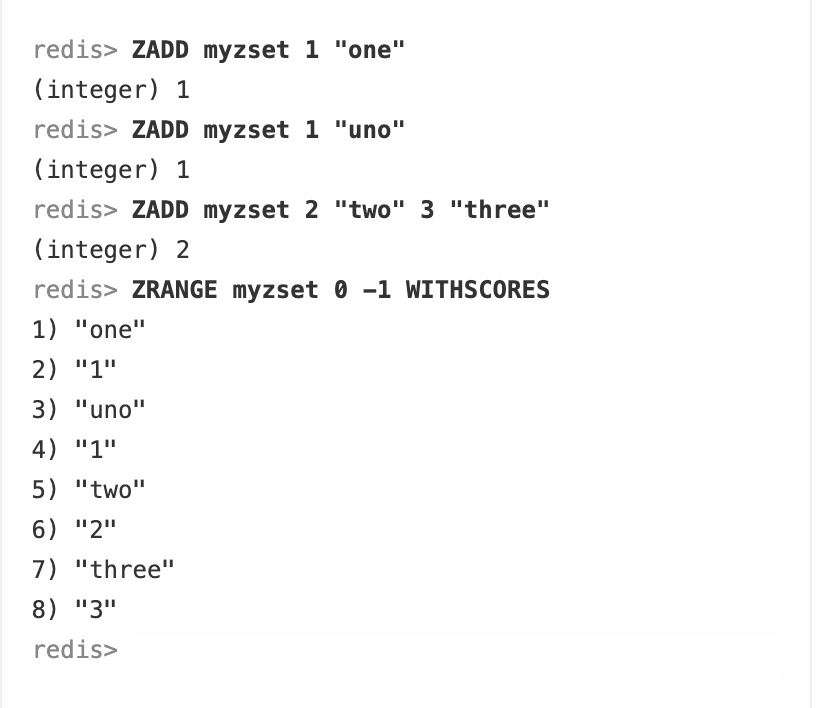 redis> ZADD myzset 1 "one"
(integer) 1
redis> ZADD myzset 1 "uno"
(integer) 1
redis> ZADD myzset 2 "two" 3 "three"
(integer) 2
redis> ZRANGE myzset 0 -1 WITHSCORES
1) "one"
2) "1"
3) "uno"
4) "1"
5) "two"
6) "2"
7) "three"
8) "3"
redis>